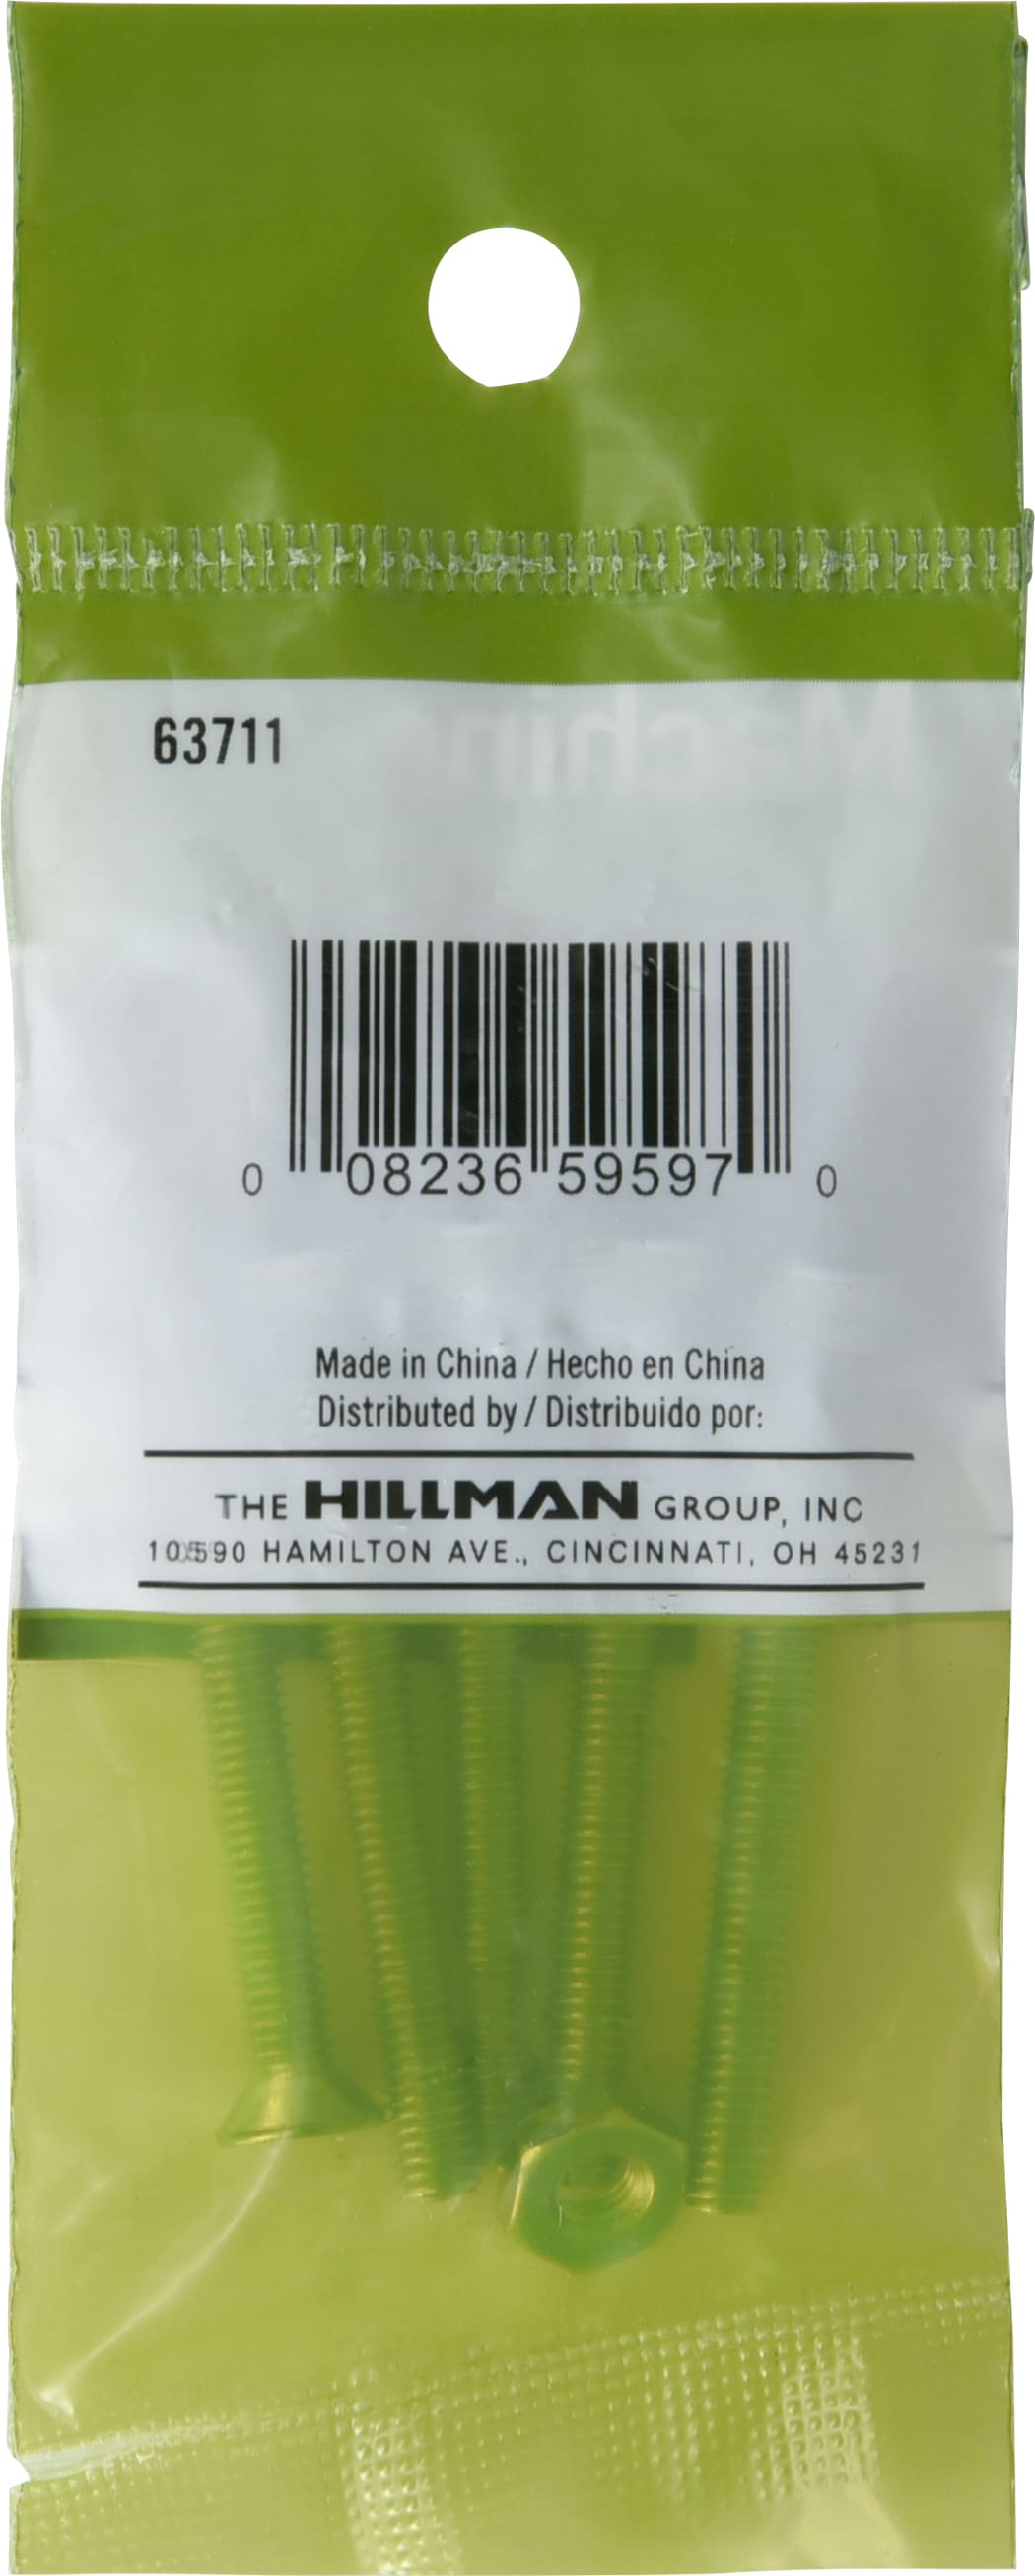 63711
0 08236 59597 0
Made in China / Hecho en China
Distributed by / Distribuido por:
THE HILLMAN GROUP, INC
10590 HAMILTON AVE., CINCINNATI, OH 45231